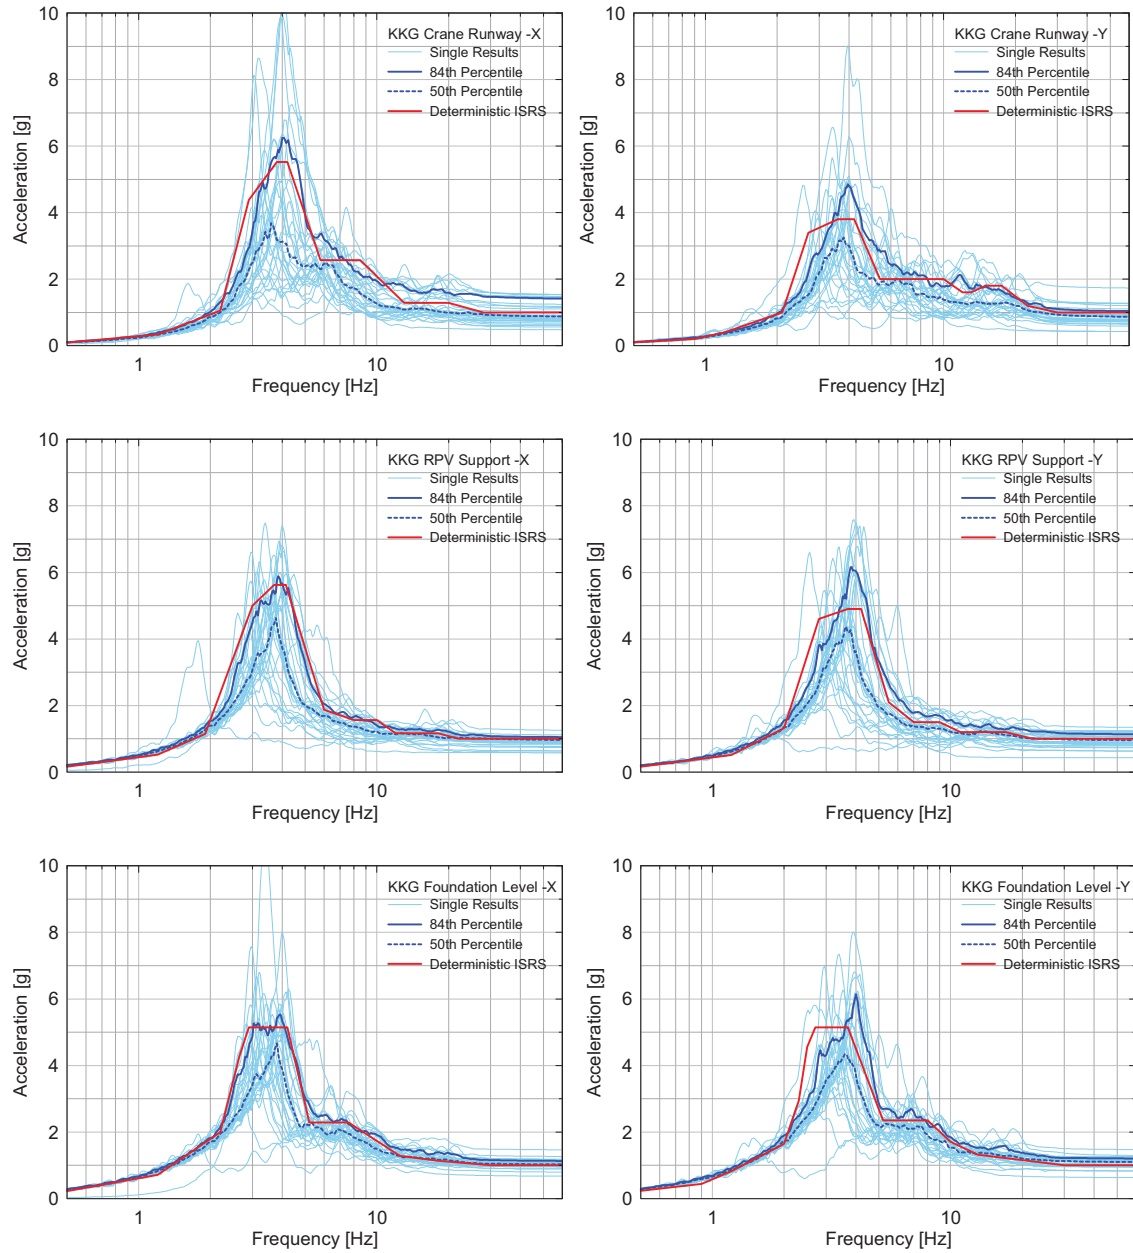 10
8
6
4
2
0
Acceleration [g]
KKG Crane Runway -X
Single Results
84th Percentile
50th Percentile
Deterministic ISRS
1
10
Frequency [Hz]
10
8
6
4
2
0
Acceleration [g]
KKG Crane Runway -Y
Single Results
84th Percentile
50th Percentile
Deterministic ISRS
1
10
Frequency [Hz]
10
8
6
4
2
0
Acceleration [g]
KKG RPV Support -X
Single Results
84th Percentile
50th Percentile
Deterministic ISRS
1
10
Frequency [Hz]
10
8
6
4
2
0
Acceleration [g]
KKG RPV Support -Y
Single Results
84th Percentile
50th Percentile
Deterministic ISRS
1
10
Frequency [Hz]
10
8
6
4
2
0
Acceleration [g]
KKG Foundation Level -X
Single Results
84th Percentile
50th Percentile
Deterministic ISRS
1
10
Frequency [Hz]
10
8
6
4
2
0
Acceleration [g]
KKG Foundation Level -Y
Single Results
84th Percentile
50th Percentile
Deterministic ISRS
1
10
Frequency [Hz]